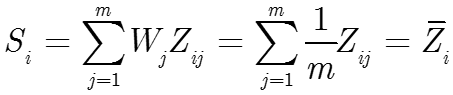 $S_i = \sum_{j=1}^{m} W_j Z_{ij} = \sum_{j=1}^{m} \frac{1}{m} Z_{ij} = \overline{Z}_i$